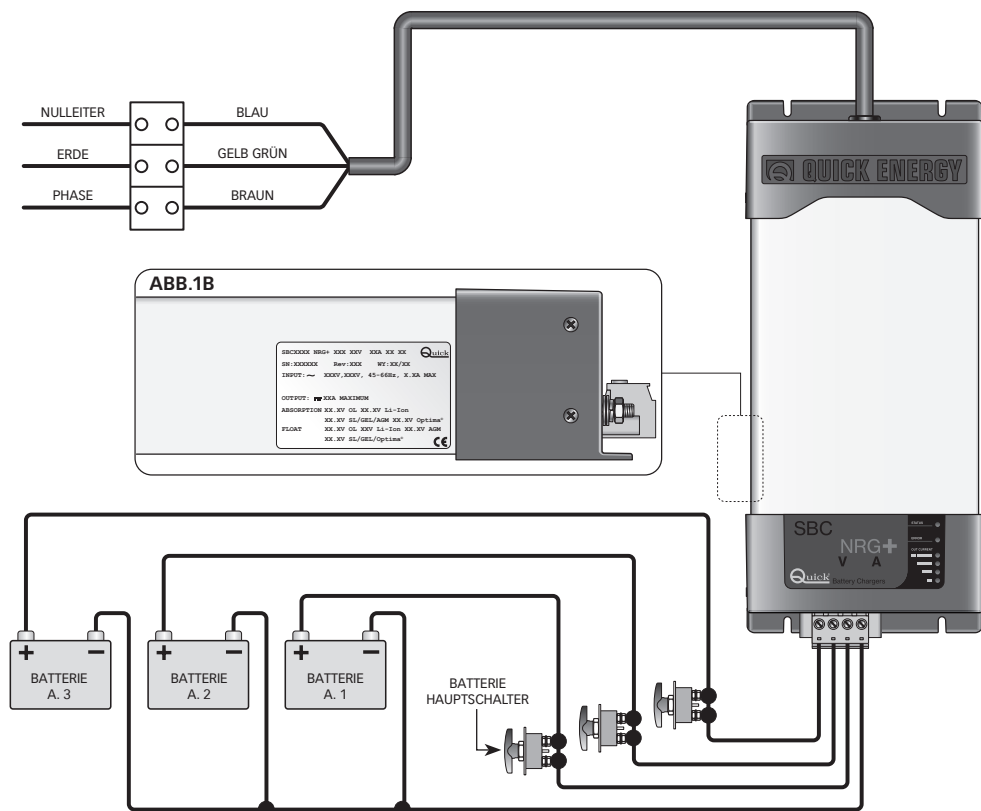 NULLEITER
BLAU
ERDE
GELB GRÜN
PHASE
BRAUN
QUICK ENERGY
ABB.1B
SBCXXXX NRG+ XXX XXV XXA XX XX Quick
SN:XXXXXX Rev:XXX WY:XX/XX
INPUT: ~ XXXV,XXXV, 45-66Hz, X.XA MAX
OUTPUT: XXA MAXIMUM
ABSORPTION XX.XV OL XX.XV Li-Ion
XX.XV SL/GEL/AGM XX.XV Optima®
FLOAT XX.XV OL XXV Li-Ion XX.XV AGM
XX.XV SL/GEL/Optima®
CE
SBC
NRG+
V A
Quick Battery Chargers
STATUS
OUT CURRENT
+ −
BATTERIE
A. 3
+ −
BATTERIE
A. 2
+ −
BATTERIE
A. 1
BATTERIE
HAUPTSCHALTER